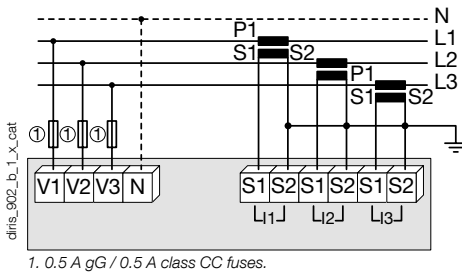 N
P1 L1
S1 S2 L2
P1 L3
S1 S2
① ① ①
V1 V2 V3 N S1 S2 S1 S2 S1 S2
I1 I2 I3
diris_902_b_1_x_cat
1. 0.5 A gG / 0.5 A class CC fuses.